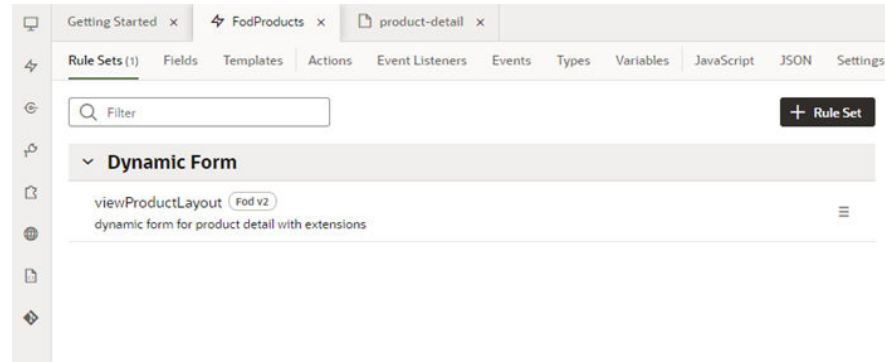 Getting Started × FodProducts × product-detail ×
Rule Sets (1) Fields Templates Actions Event Listeners Events Types Variables JavaScript JSON Settings
Filter + Rule Set
Dynamic Form
viewProductLayout Fod v2
dynamic form for product detail with extensions